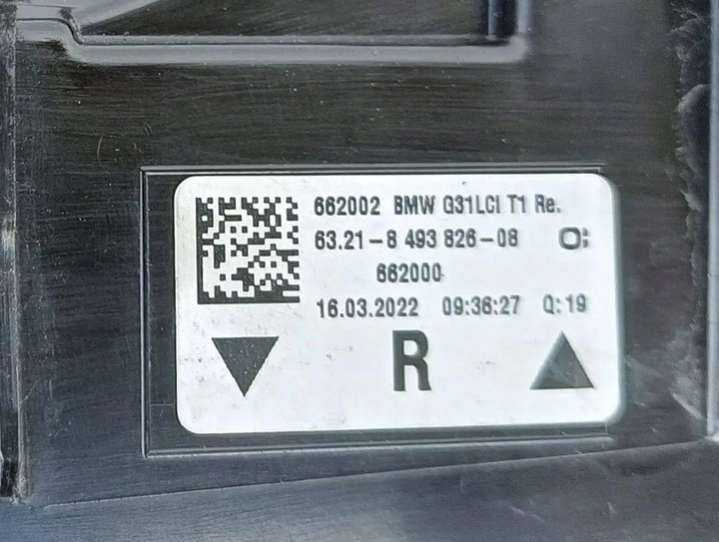 662002 BMW G31LCI T1 Re.
63.21-8 493 826-08
662000
16.03.2022 09:36:27 Q:19
R